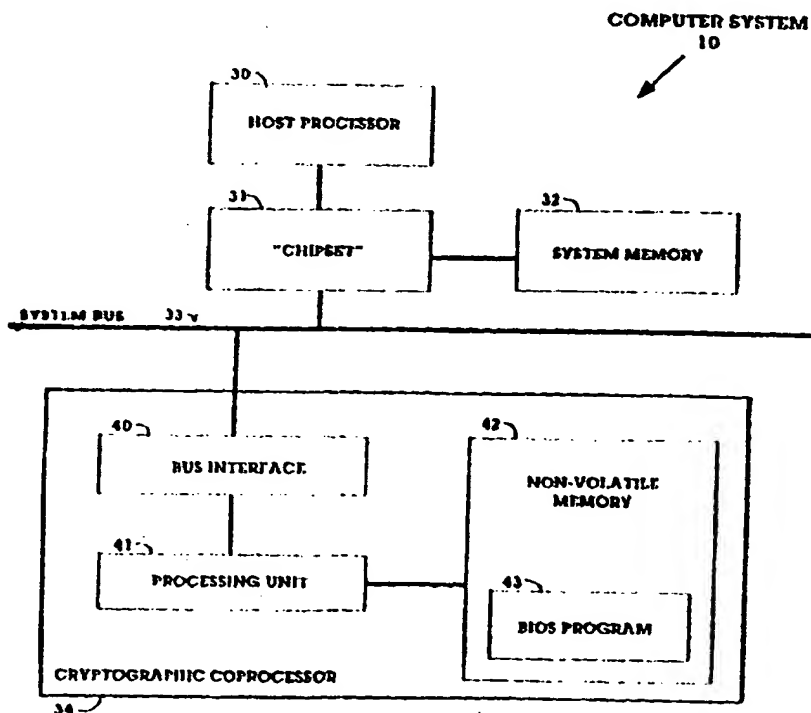 COMPUTER SYSTEM
10
30
HOST PROCESSOR
31
"CHIPSET"
32
SYSTEM MEMORY
SYSTEM BUS 33
40
BUS INTERFACE
42
NON-VOLATILE
MEMORY
41
PROCESSING UNIT
43
BIOS PROGRAM
CRYPTOGRAPHIC COPROCESSOR
34